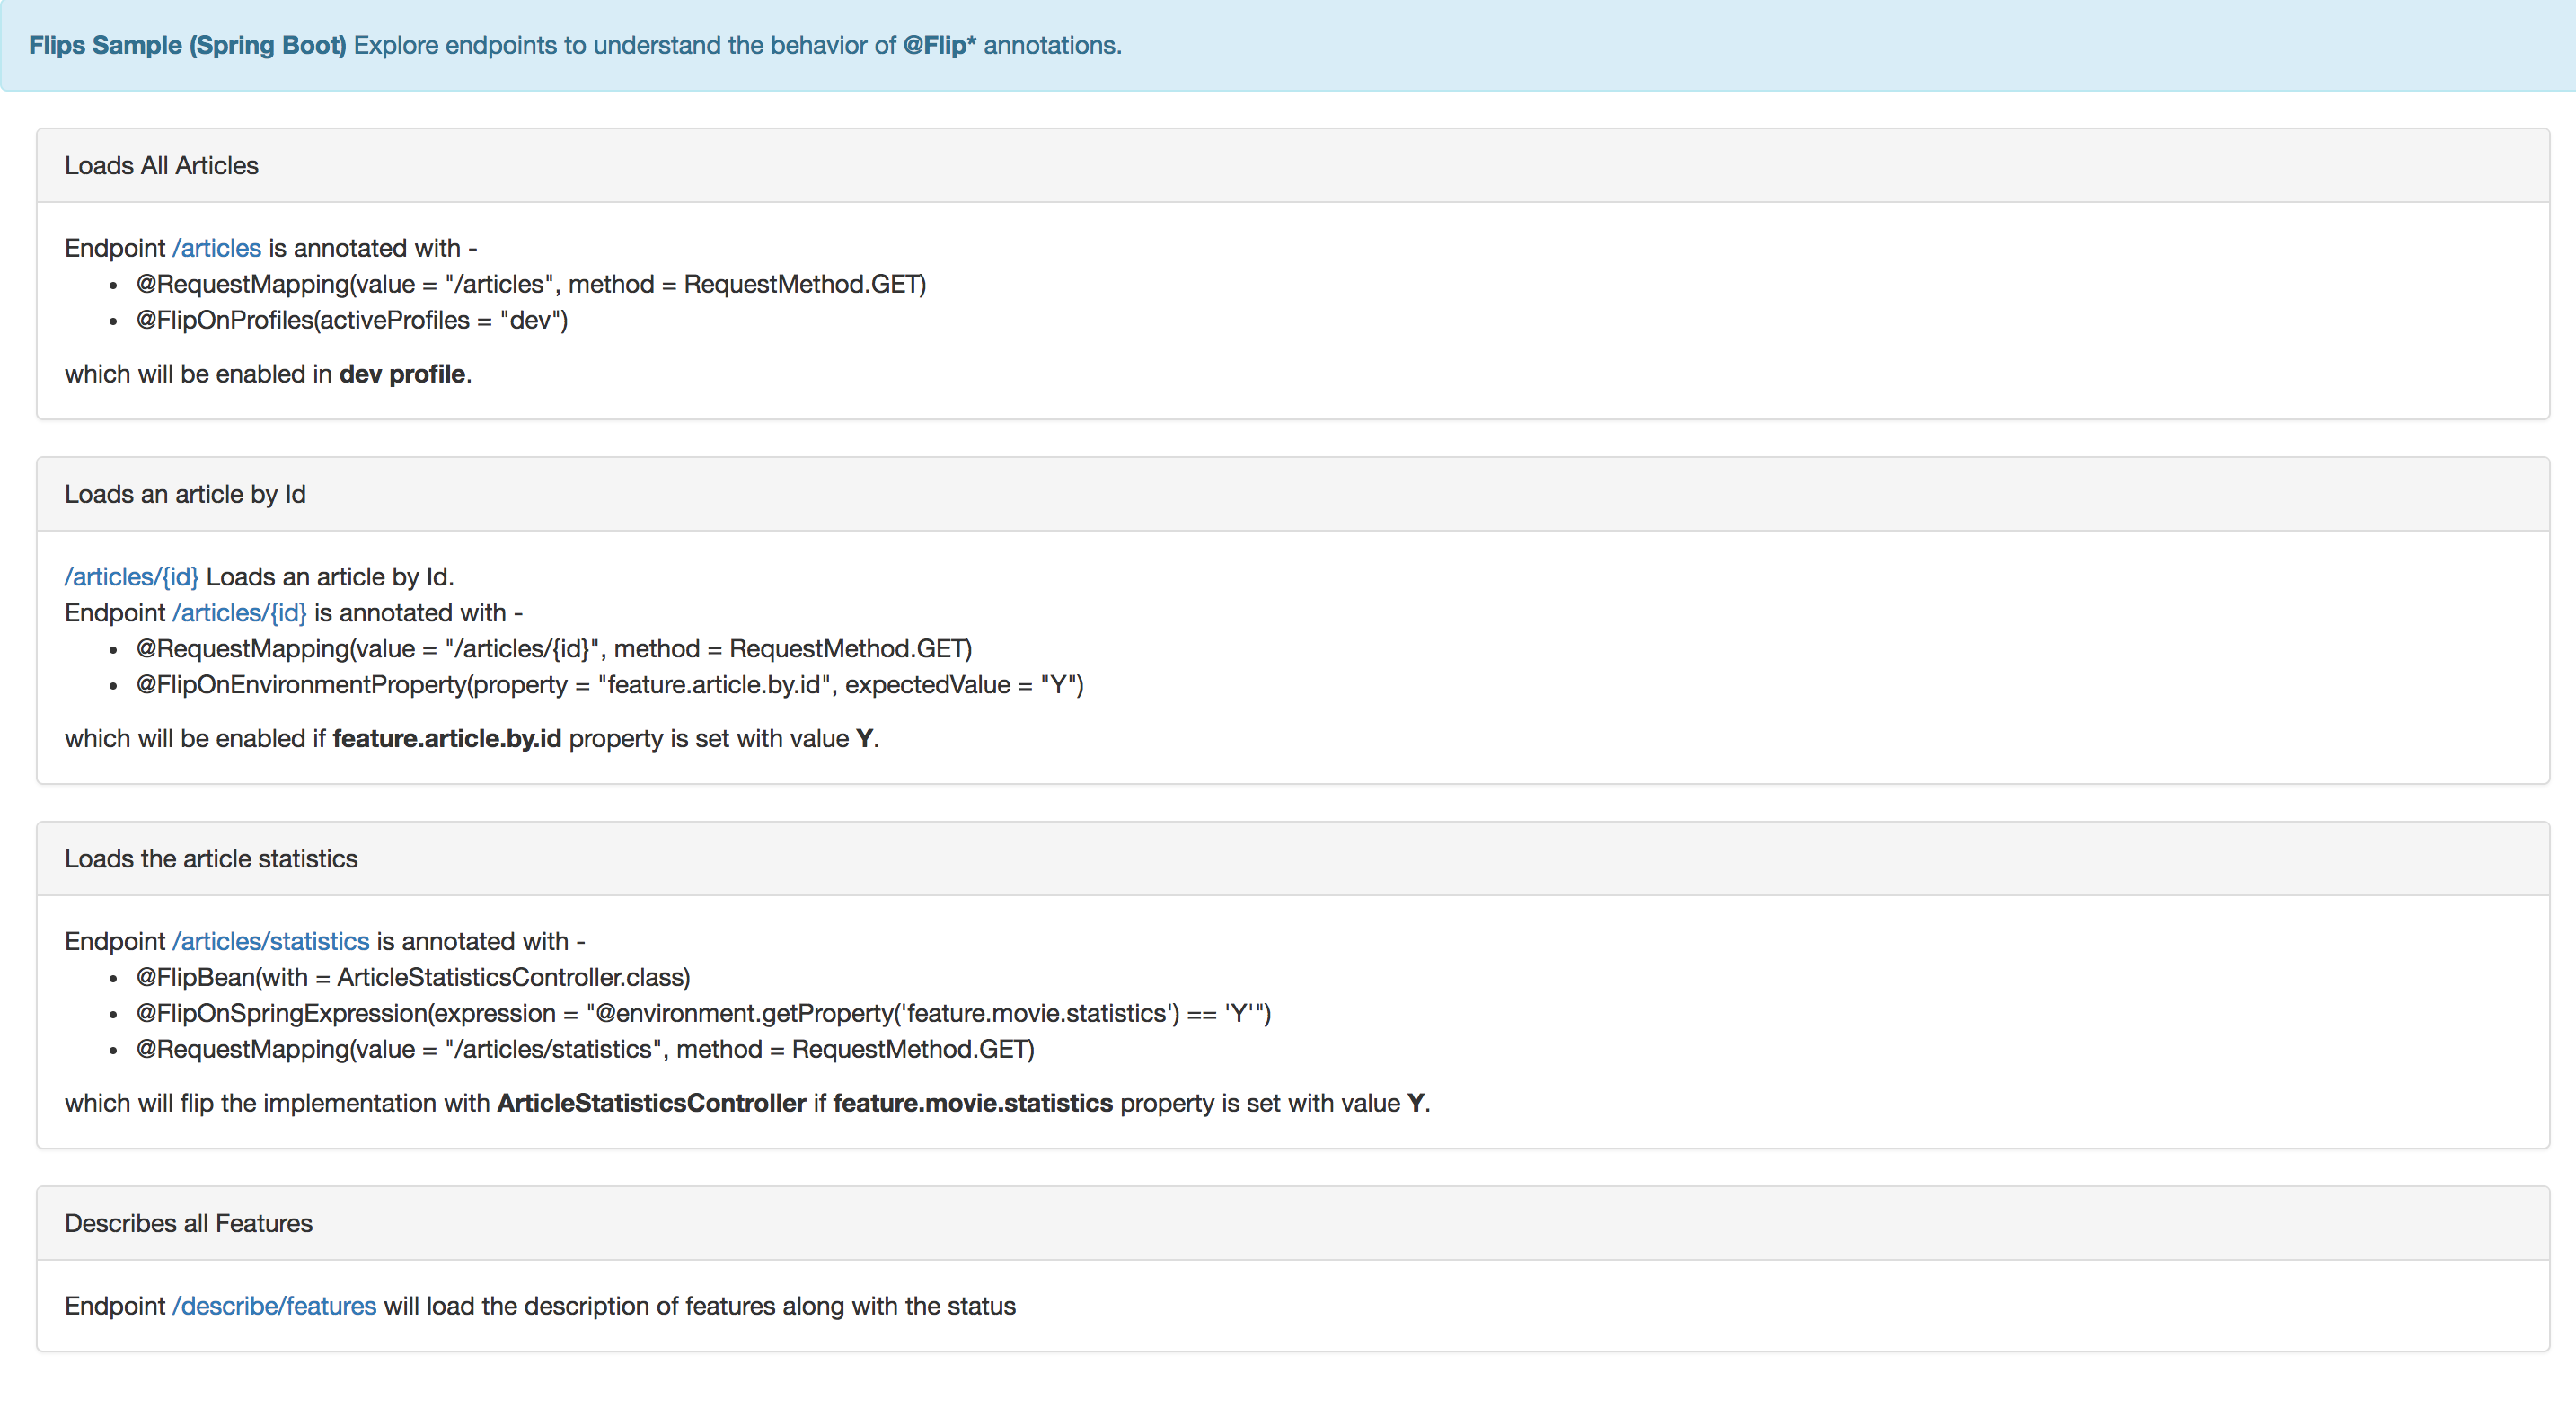 Flips Sample (Spring Boot) Explore endpoints to understand the behavior of @Flip* annotations.
Loads All Articles
Endpoint /articles is annotated with -
• @RequestMapping(value = "/articles", method = RequestMethod.GET)
• @FlipOnProfiles(activeProfiles = "dev")
which will be enabled in dev profile.
Loads an article by Id
/articles/{id} Loads an article by Id.
Endpoint /articles/{id} is annotated with -
• @RequestMapping(value = "/articles/{id}", method = RequestMethod.GET)
• @FlipOnEnvironmentProperty(property = "feature.article.by.id", expectedValue = "Y")
which will be enabled if feature.article.by.id property is set with value Y.
Loads the article statistics
Endpoint /articles/statistics is annotated with -
• @FlipBean(with = ArticleStatisticsController.class)
• @FlipOnSpringExpression(expression = "@environment.getProperty('feature.movie.statistics') == 'Y'")
• @RequestMapping(value = "/articles/statistics", method = RequestMethod.GET)
which will flip the implementation with ArticleStatisticsController if feature.movie.statistics property is set with value Y.
Describes all Features
Endpoint /describe/features will load the description of features along with the status